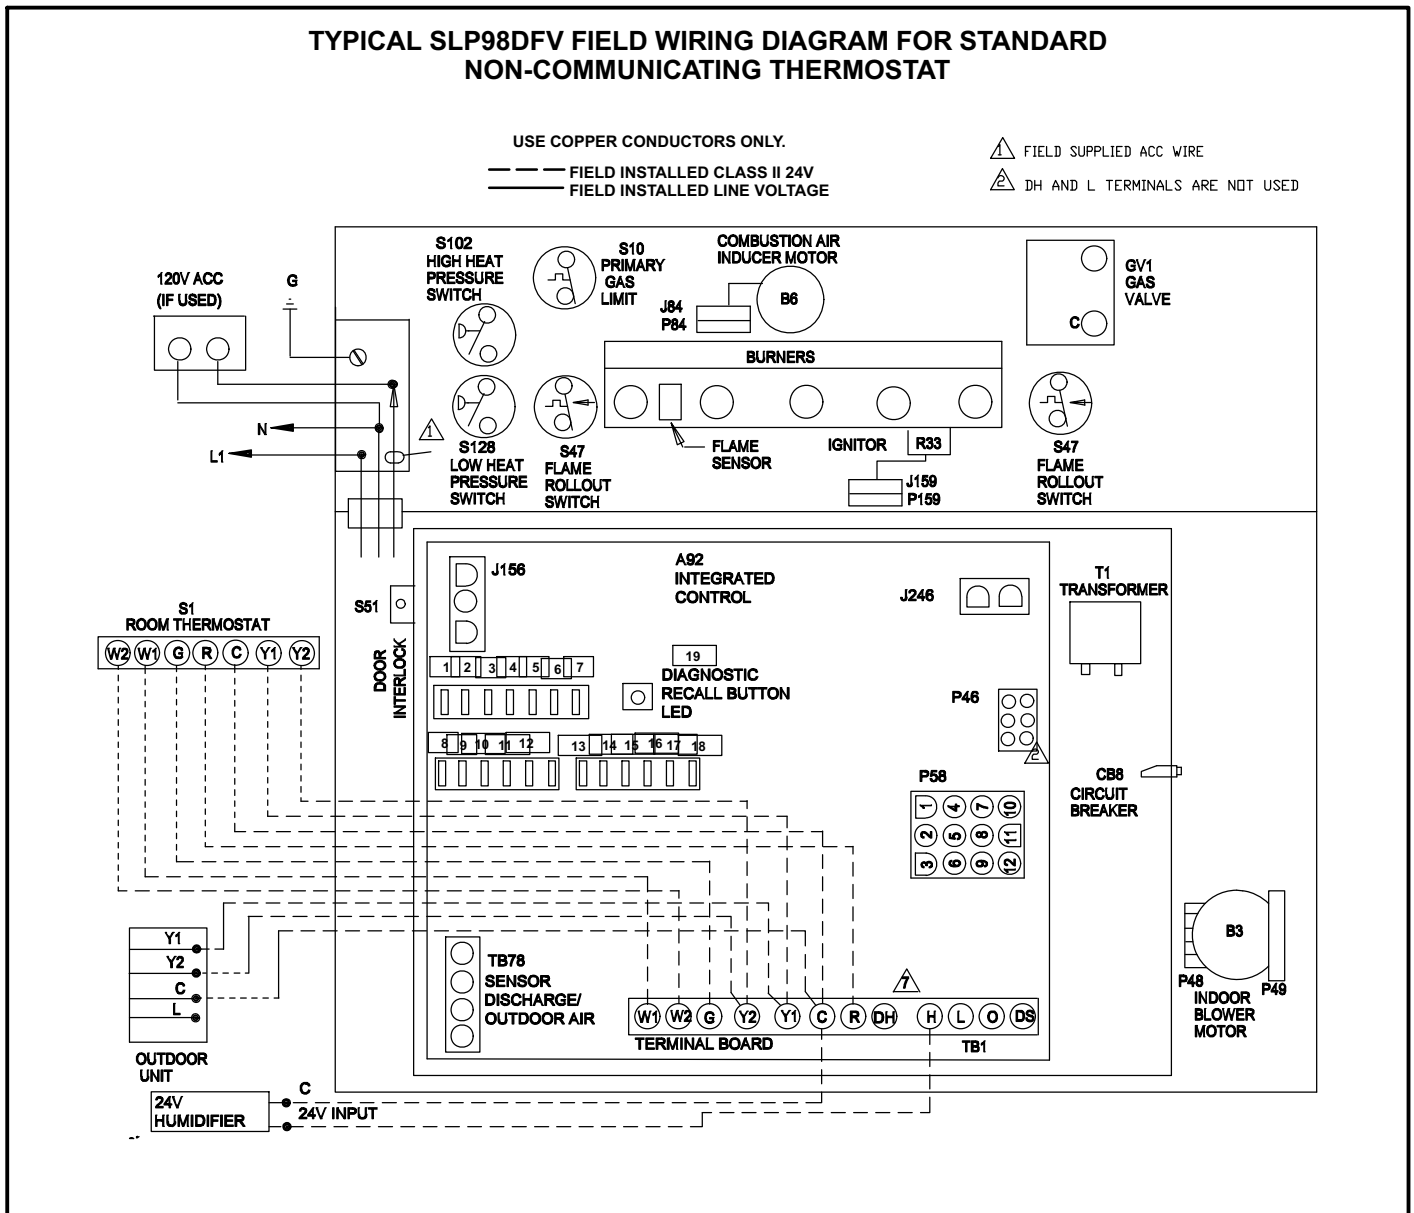 TYPICAL SLP98DFV FIELD WIRING DIAGRAM FOR STANDARD
NON-COMMUNICATING THERMOSTAT
USE COPPER CONDUCTORS ONLY.
FIELD INSTALLED CLASS II 24V
FIELD INSTALLED LINE VOLTAGE
1 FIELD SUPPLIED ACC WIRE
2 DH AND L TERMINALS ARE NOT USED
120V ACC
(IF USED)
G
N
L1
1
S102
HIGH HEAT
PRESSURE
SWITCH
S10
PRIMARY
GAS
LIMIT
COMBUSTION AIR
INDUCER MOTOR
B6
J84
P84
GV1
GAS
VALVE
C
BURNERS
S128
LOW HEAT
PRESSURE
SWITCH
S47
FLAME
ROLLOUT
SWITCH
FLAME
SENSOR
IGNITOR
R33
J159
P159
S47
FLAME
ROLLOUT
SWITCH
S1
ROOM THERMOSTAT
W2 W1 G R C Y1 Y2
S51
DOOR
INTERLOCK
J156
A92
INTEGRATED
CONTROL
J246
T1
TRANSFORMER
1 2 3 4 5 6 7
19
DIAGNOSTIC
RECALL BUTTON
LED
P46
2
8 9 10 11 12
13 14 15 16 17 18
P58
1 4 7 10
2 5 8 11
3 6 9 12
CB8
CIRCUIT
BREAKER
B3
P48
P49
INDOOR
BLOWER
MOTOR
Y1
Y2
C
L
OUTDOOR
UNIT
TB78
SENSOR
DISCHARGE/
OUTDOOR AIR
7
W1 W2 G Y2 Y1 C R DH H L O DS
TERMINAL BOARD
TB1
24V
HUMIDIFIER
C
24V INPUT